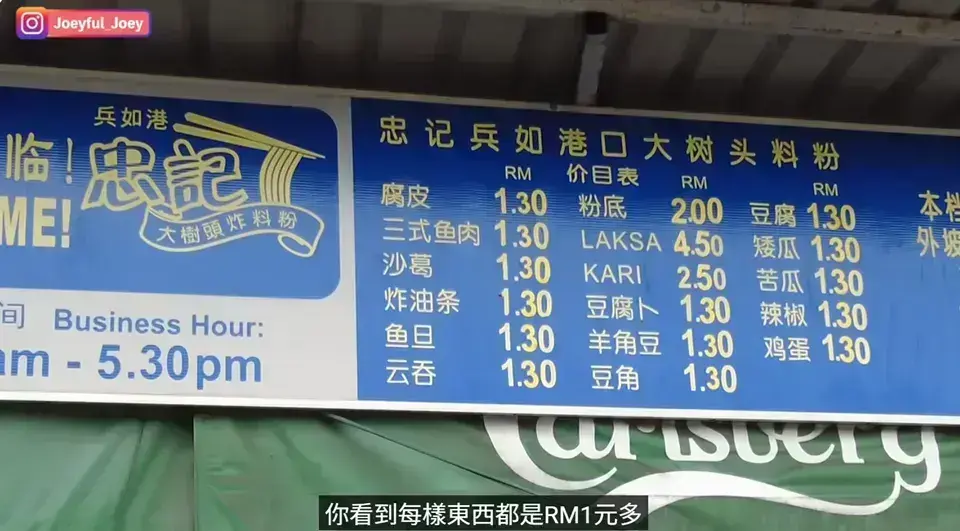 Joeyful_Joey
临!
ME!
兵如港
忠記
大樹頭炸料粉
间 Business Hour:
am - 5.30pm
忠记兵如港口大树头料粉
价目表
RM RM RM
腐皮 1.30 粉底 2.00 豆腐 1.30
三式鱼肉 1.30 LAKSA 4.50 矮瓜 1.30
沙葛 1.30 KARI 2.50 苦瓜 1.30
炸油条 1.30 豆腐卜 1.30 辣椒 1.30
鱼旦 1.30 羊角豆 1.30 鸡蛋 1.30
云吞 1.30 豆角 1.30
本档
外坡
Carlsberg
你看到每樣東西都是RM1元多